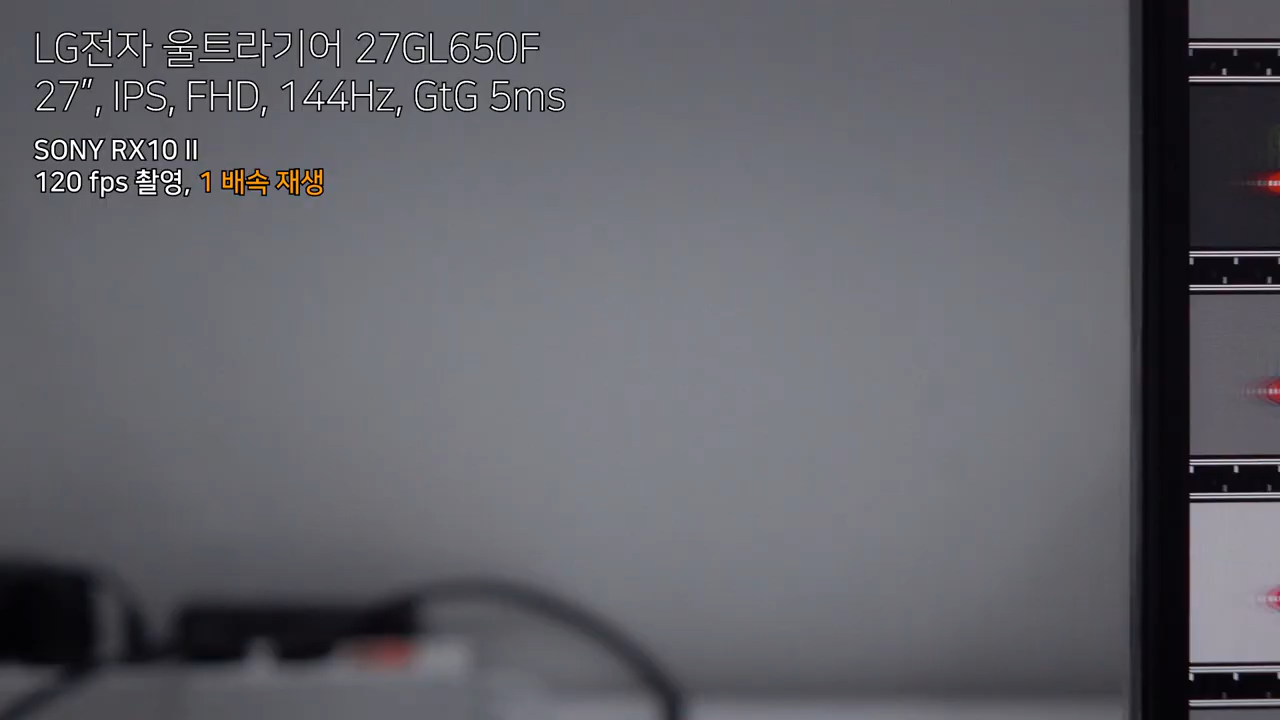 LG전자 울트라기어 27GL650F
27", IPS, FHD, 144Hz, GtG 5ms
SONY RX10 II
120 fps 촬영, 1 배속 재생